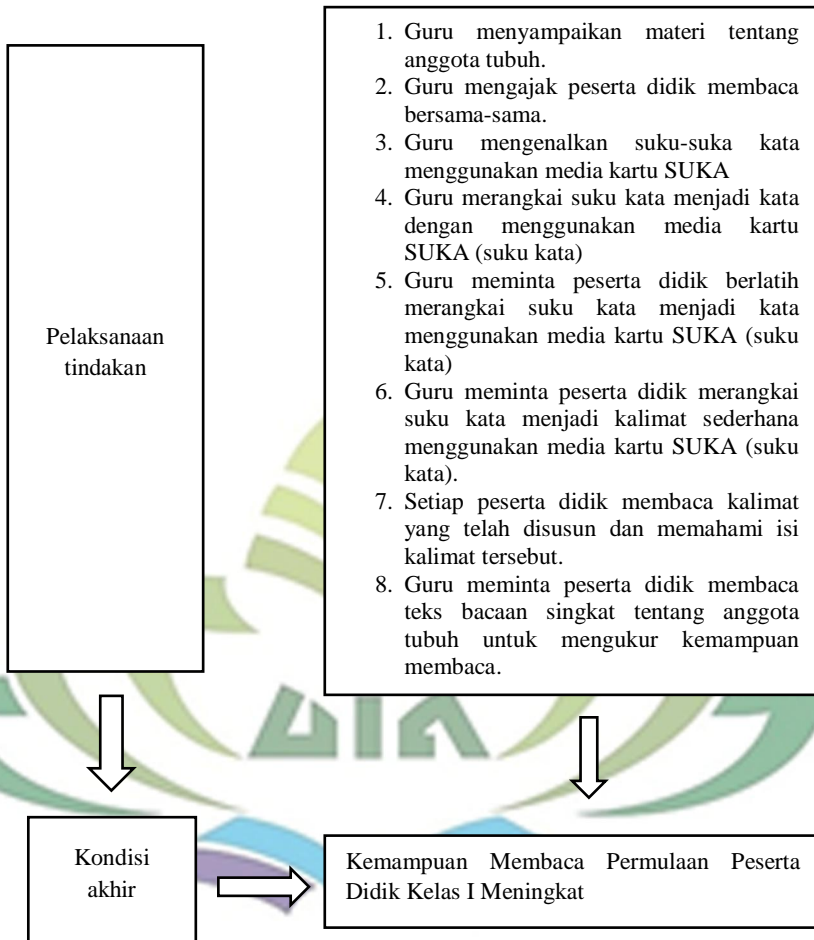 Pelaksanaan
tindakan
1. Guru menyampaikan materi tentang
anggota tubuh.
2. Guru mengajak peserta didik membaca
bersama-sama.
3. Guru mengenalkan suku-suka kata
menggunakan media kartu SUKA
4. Guru merangkai suku kata menjadi kata
dengan menggunakan media kartu
SUKA (suku kata)
5. Guru meminta peserta didik berlatih
merangkai suku kata menjadi kata
menggunakan media kartu SUKA (suku
kata)
6. Guru meminta peserta didik merangkai
suku kata menjadi kalimat sederhana
menggunakan media kartu SUKA (suku
kata).
7. Setiap peserta didik membaca kalimat
yang telah disusun dan memahami isi
kalimat tersebut.
8. Guru meminta peserta didik membaca
teks bacaan singkat tentang anggota
tubuh untuk mengukur kemampuan
membaca.
Kondisi
akhir
Kemampuan Membaca Permulaan Peserta
Didik Kelas I Meningkat